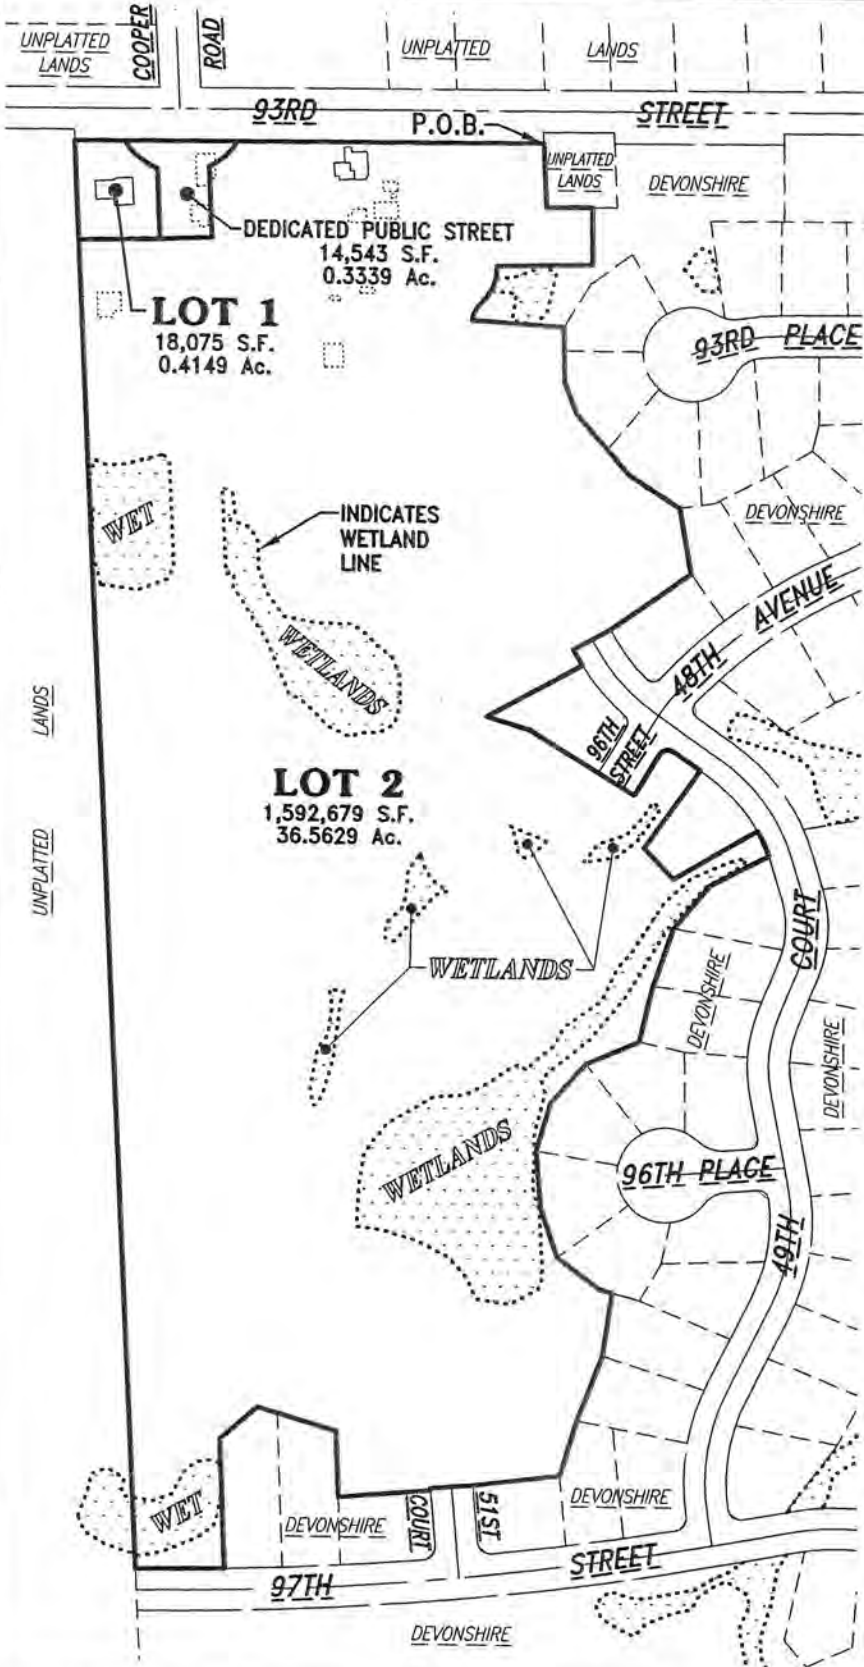 UNPLATTED
LANDS
COOPER
ROAD
UNPLATTED
LANDS
93RD
STREET
P.O.B.
UNPLATTED
LANDS
DEVONSHIRE
DEDICATED PUBLIC STREET
14,543 S.F.
0.3339 Ac.
LOT 1
18,075 S.F.
0.4149 Ac.
93RD PLACE
WET
INDICATES
WETLAND
LINE
DEVONSHIRE
WETLANDS
48TH AVENUE
96TH
STREET
LANDS
UNPLATTED
LOT 2
1,592,679 S.F.
36.5629 Ac.
WETLANDS
COURT
DEVONSHIRE
DEVONSHIRE
WETLANDS
96TH PLACE
49TH
WET
DEVONSHIRE
COURT
51ST
DEVONSHIRE
97TH
STREET
DEVONSHIRE